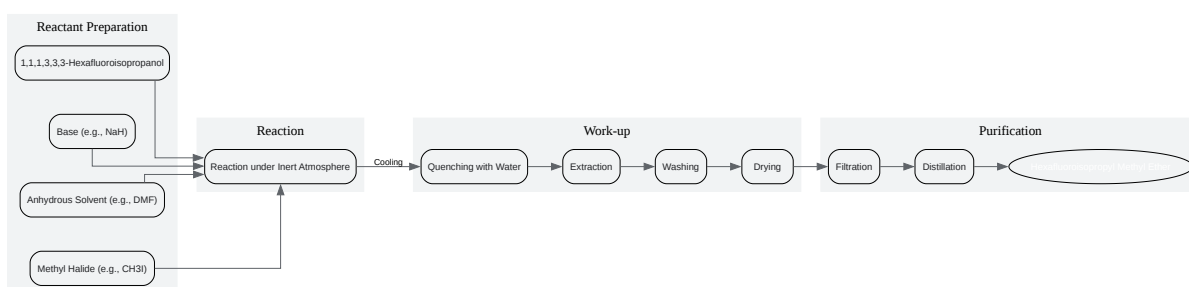 Reactant Preparation
1,1,1,3,3,3-Hexafluoroisopropanol
Base (e.g., NaH)
Anhydrous Solvent (e.g., DMF)
Methyl Halide (e.g., CH3I)
Reaction
Reaction under Inert Atmosphere
Cooling
Work-up
Quenching with Water
Extraction
Washing
Drying
Purification
Filtration
Distillation